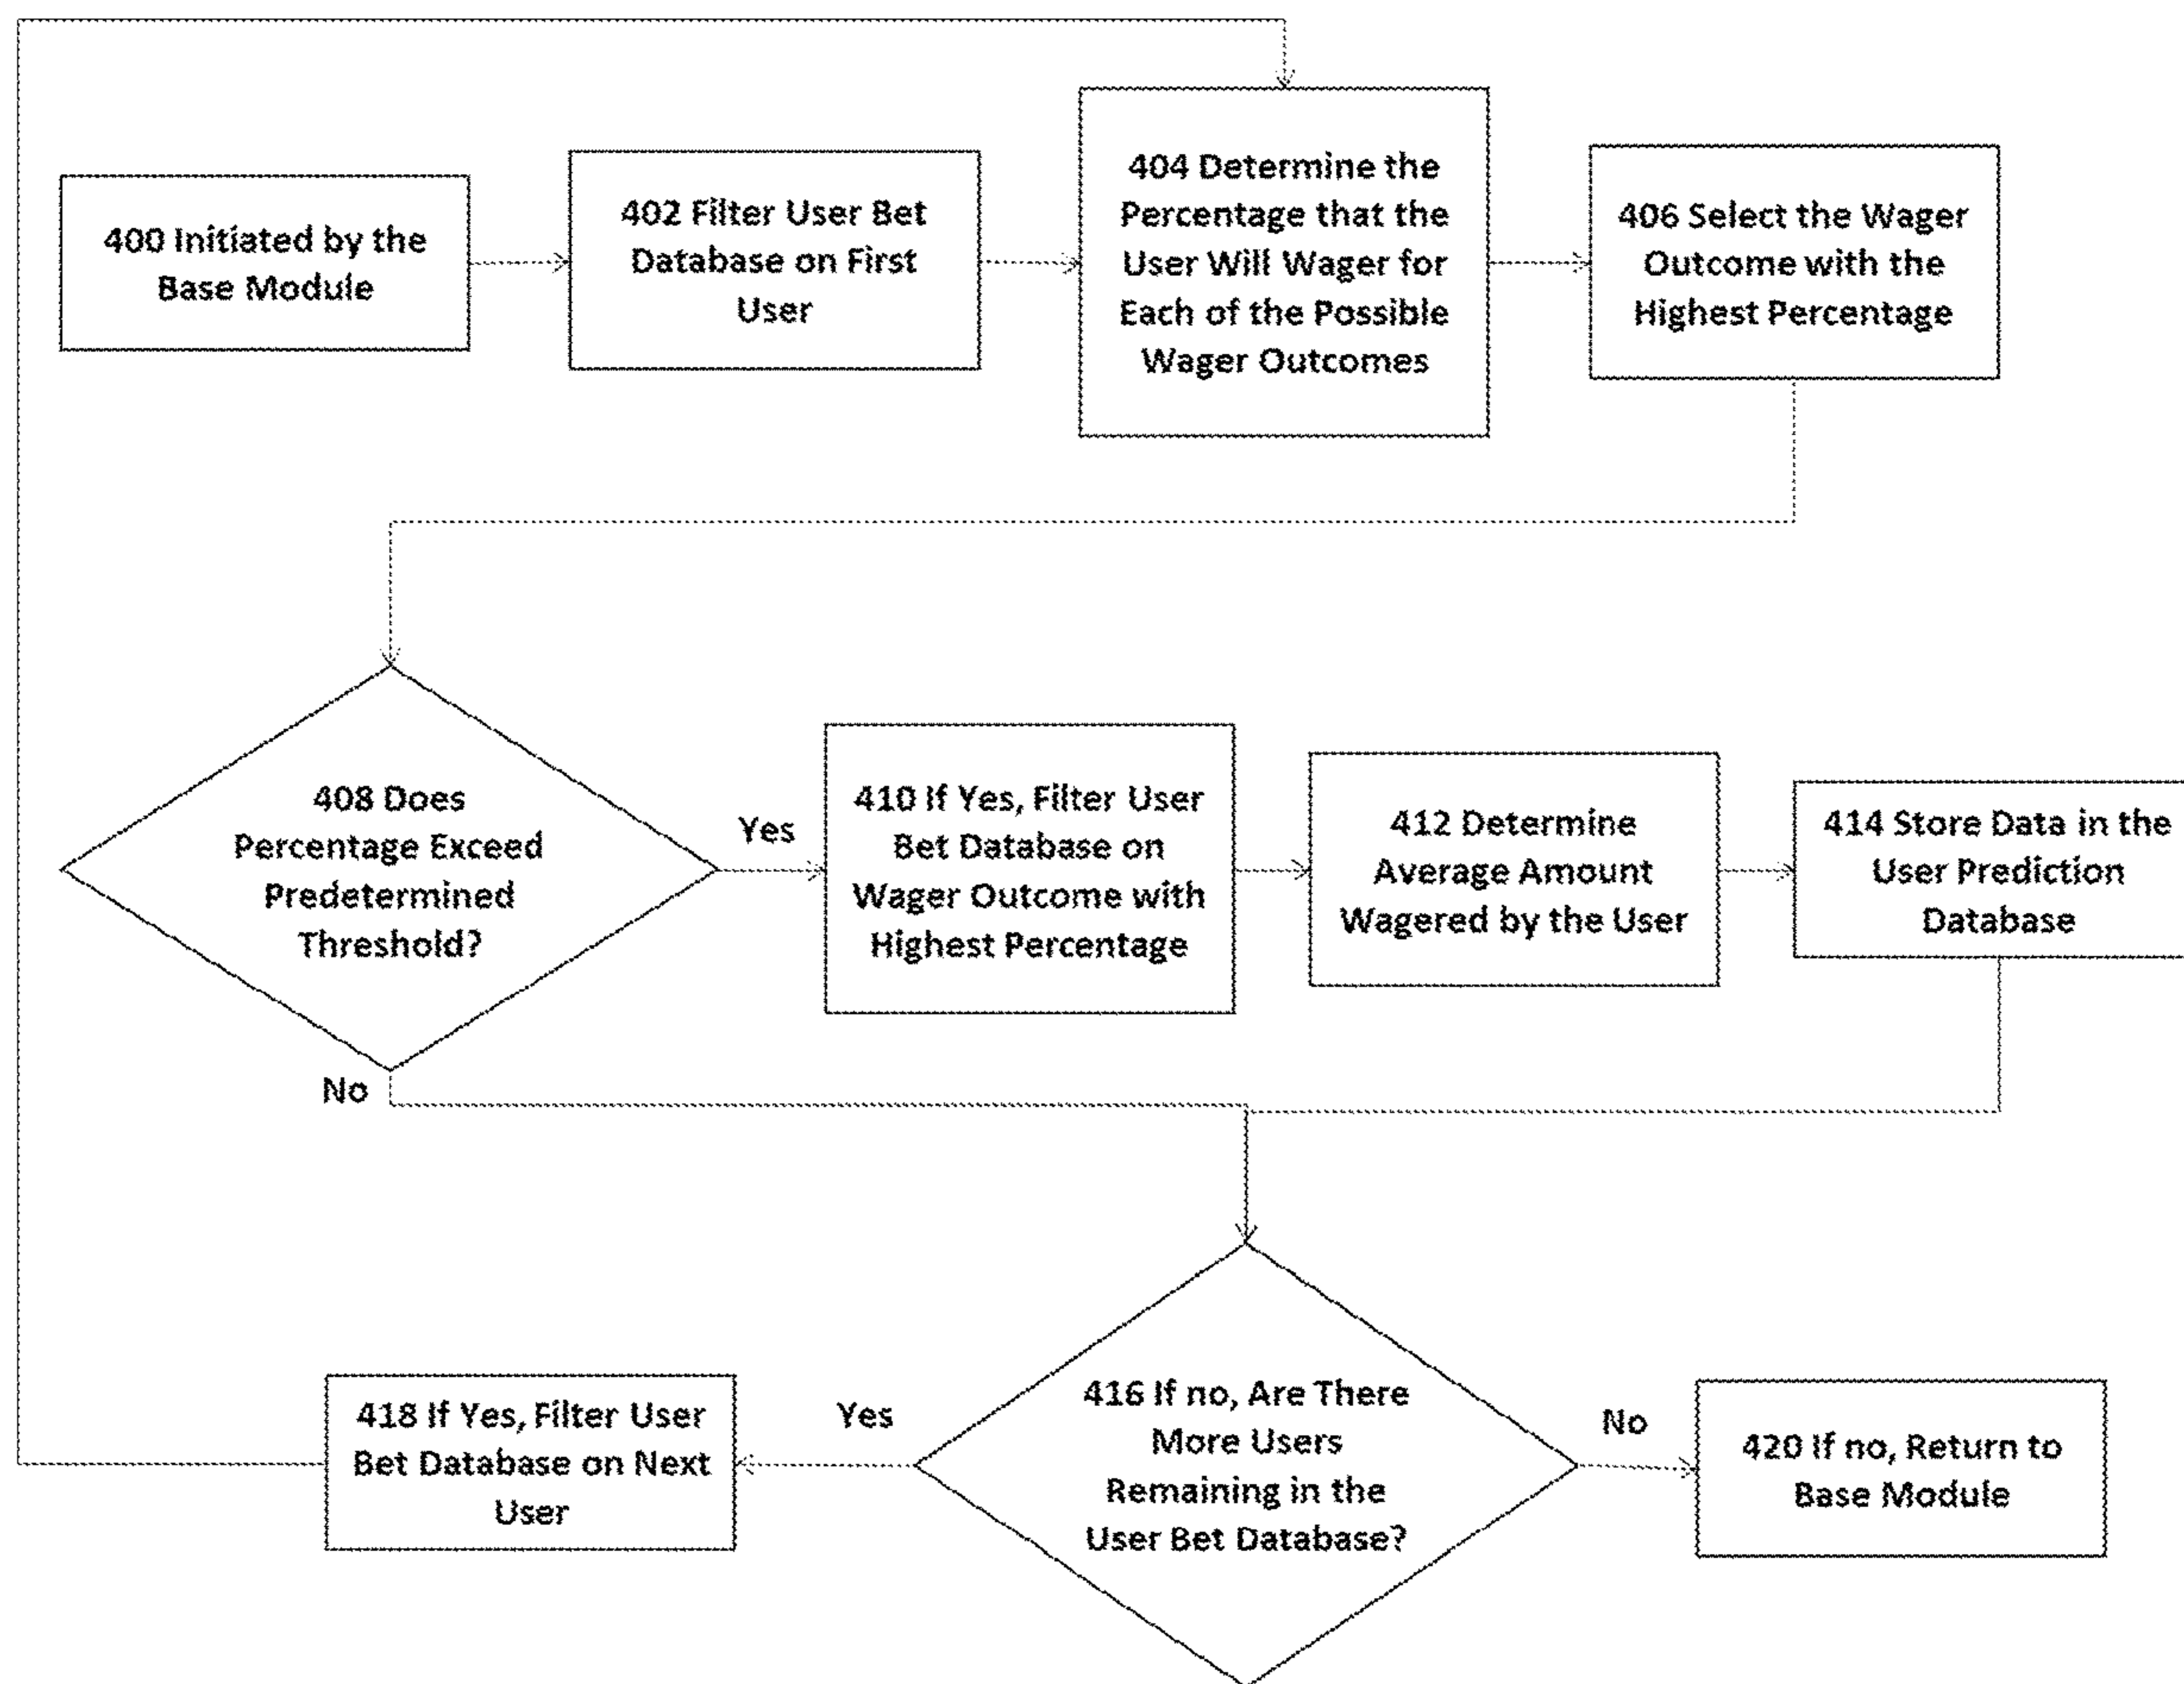 400 Initiated by the
Base Module
402 Filter User Bet
Database on First
User
404 Determine the
Percentage that the
User Will Wager for
Each of the Possible
Wager Outcomes
406 Select the Wager
Outcome with the
Highest Percentage
408 Does
Percentage Exceed
Predetermined
Threshold?
Yes
410 If Yes, Filter User
Bet Database on
Wager Outcome with
Highest Percentage
412 Determine
Average Amount
Wagered by the User
414 Store Data in the
User Prediction
Database
No
416 If no, Are There
More Users
Remaining in the
User Bet Database?
Yes
418 If Yes, Filter User
Bet Database on Next
User
No
420 If no, Return to
Base Module